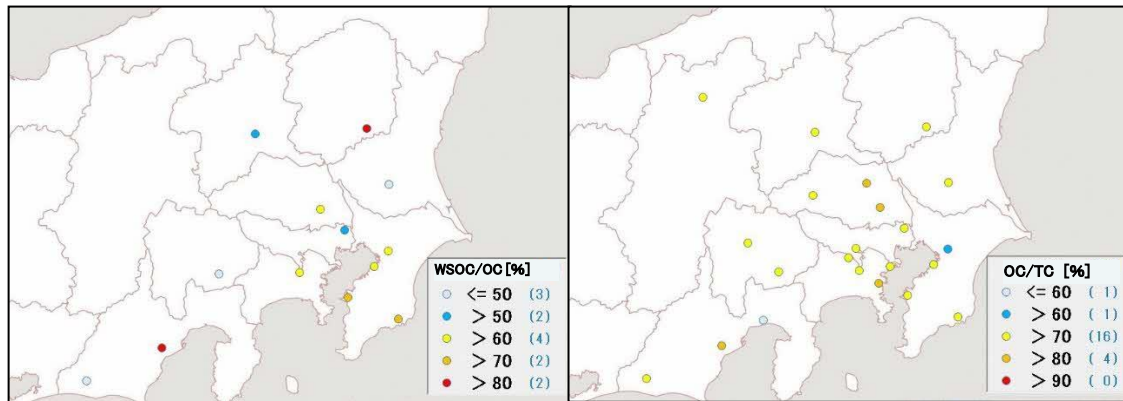 WSOC/OC [%]
<= 50 (3)
> 50 (2)
> 60 (4)
> 70 (2)
> 80 (2)
OC/TC [%]
<= 60 ( 1)
> 60 ( 1)
> 70 (16)
> 80 ( 4)
> 90 ( 0)